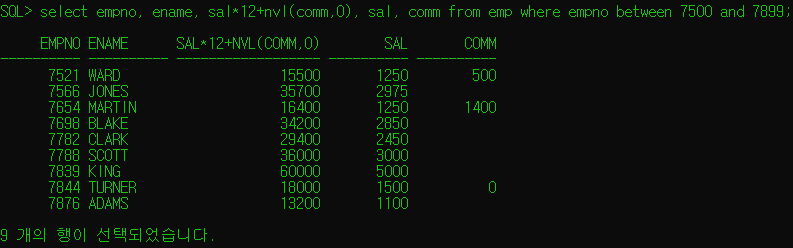 SQL> select empno, ename, sal*12+nvl(comm,0), sal, comm from emp where empno between 7500 and 7899;
EMPNO ENAME SAL*12+NVL(COMM,0) SAL COMM
---------- ---------- ------------------ ---------- ----------
7521 WARD 15500 1250 500
7566 JONES 35700 2975
7654 MARTIN 16400 1250 1400
7698 BLAKE 34200 2850
7782 CLARK 29400 2450
7788 SCOTT 36000 3000
7839 KING 60000 5000
7844 TURNER 18000 1500 0
7876 ADAMS 13200 1100
9 개의 행이 선택되었습니다.